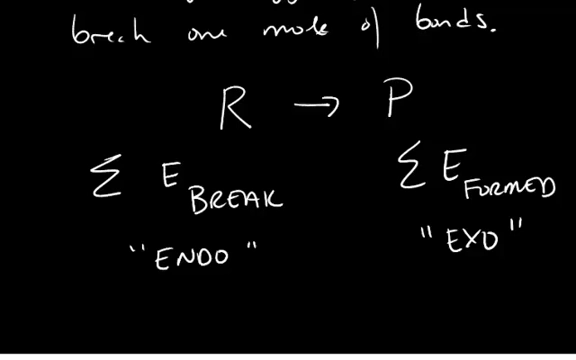 break one mole of bonds.
R → P
Σ E BREAK Σ E FORMED
"ENDO" "EXO"